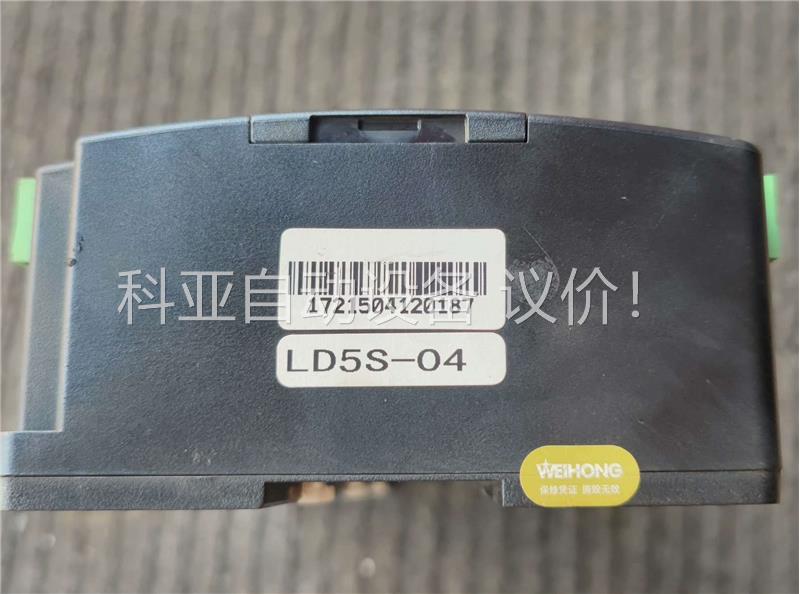 科亚自动设备 议价！
1721504120187
LD5S-04
WEIHONG
保修凭证 撕毁无效